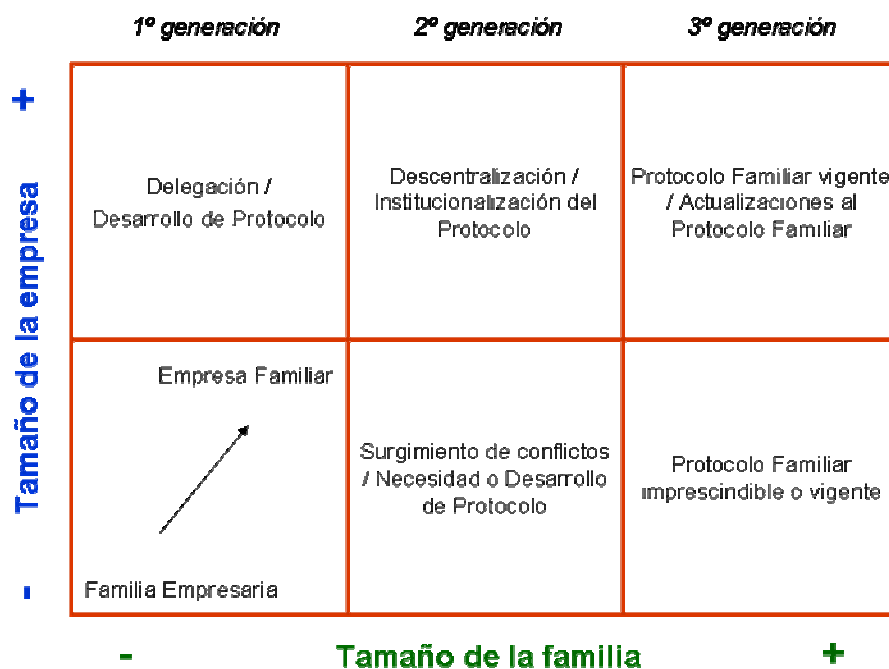 1º generación
2º generación
3º generación
+
Tamaño de la empresa
-
Delegación /
Desarrollo de Protocolo
Descentralización /
Institucionalización del
Protocolo
Protocolo Familiar vigente
/ Actualizaciones al
Protocolo Familiar
Empresa Familiar
Familia Empresaria
Surgimiento de conflictos
/ Necesidad o Desarrollo
de Protocolo
Protocolo Familiar
imprescindible o vigente
-
Tamaño de la familia
+